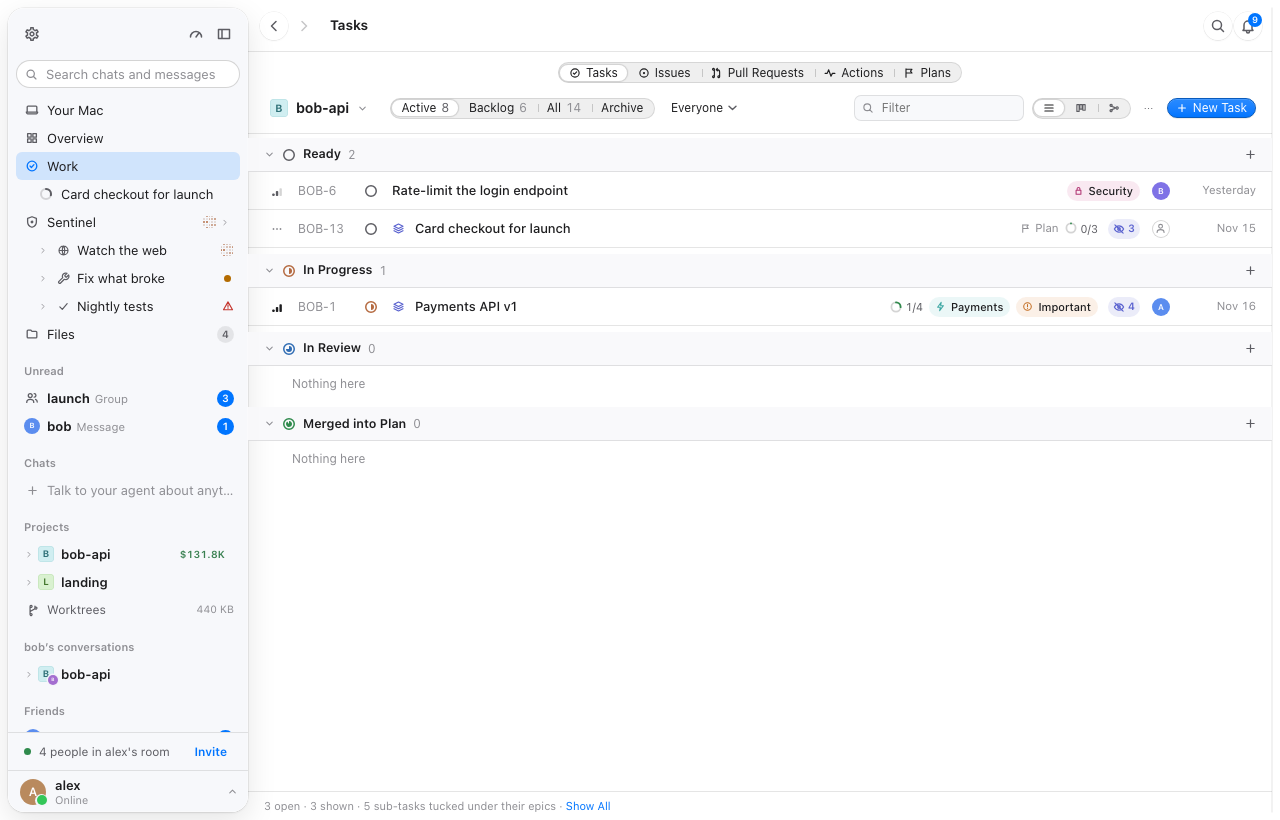 Tasks
9
Search chats and messages
Your Mac
Overview
Work
Card checkout for launch
Sentinel
Watch the web
Fix what broke
Nightly tests
Files 4
Unread
launch Group 3
B bob Message 1
Chats
Talk to your agent about anyt...
Projects
B bob-api $131.8K
L landing
Worktrees 440 KB
bob's conversations
B bob-api
Friends
4 people in alex's room Invite
A alex
Online
Tasks Issues Pull Requests Actions Plans
B bob-api Active 8 Backlog 6 All 14 Archive Everyone Filter New Task
Ready 2
BOB-6 Rate-limit the login endpoint Security B Yesterday
BOB-13 Card checkout for launch Plan 0/3 3 Nov 15
In Progress 1
BOB-1 Payments API v1 1/4 Payments Important 4 A Nov 16
In Review 0
Nothing here
Merged into Plan 0
Nothing here
3 open · 3 shown · 5 sub-tasks tucked under their epics · Show All